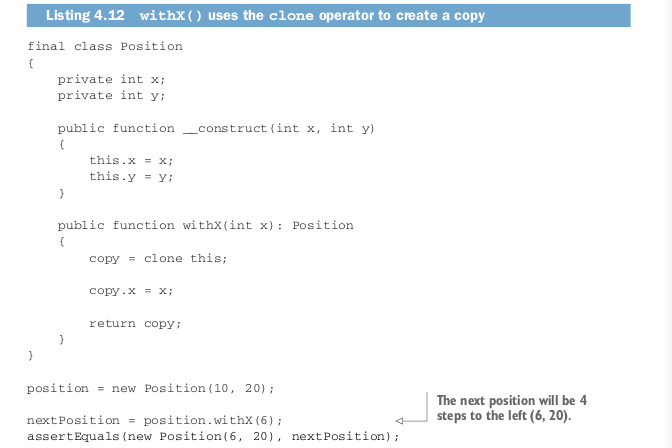 Listing 4.12 withX() uses the clone operator to create a copy
final class Position
{
    private int x;
    private int y;

    public function __construct(int x, int y)
    {
        this.x = x;
        this.y = y;
    }

    public function withX(int x): Position
    {
        copy = clone this;

        copy.x = x;

        return copy;
    }
}

position = new Position(10, 20);

nextPosition = position.withX(6);
assertEquals(new Position(6, 20), nextPosition);
The next position will be 4
steps to the left (6, 20).